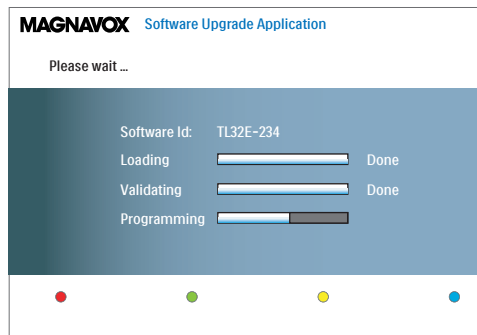 MAGNAVOX Software Upgrade Application
Please wait ...
Software Id: TL32E-234
Loading Done
Validating Done
Programming